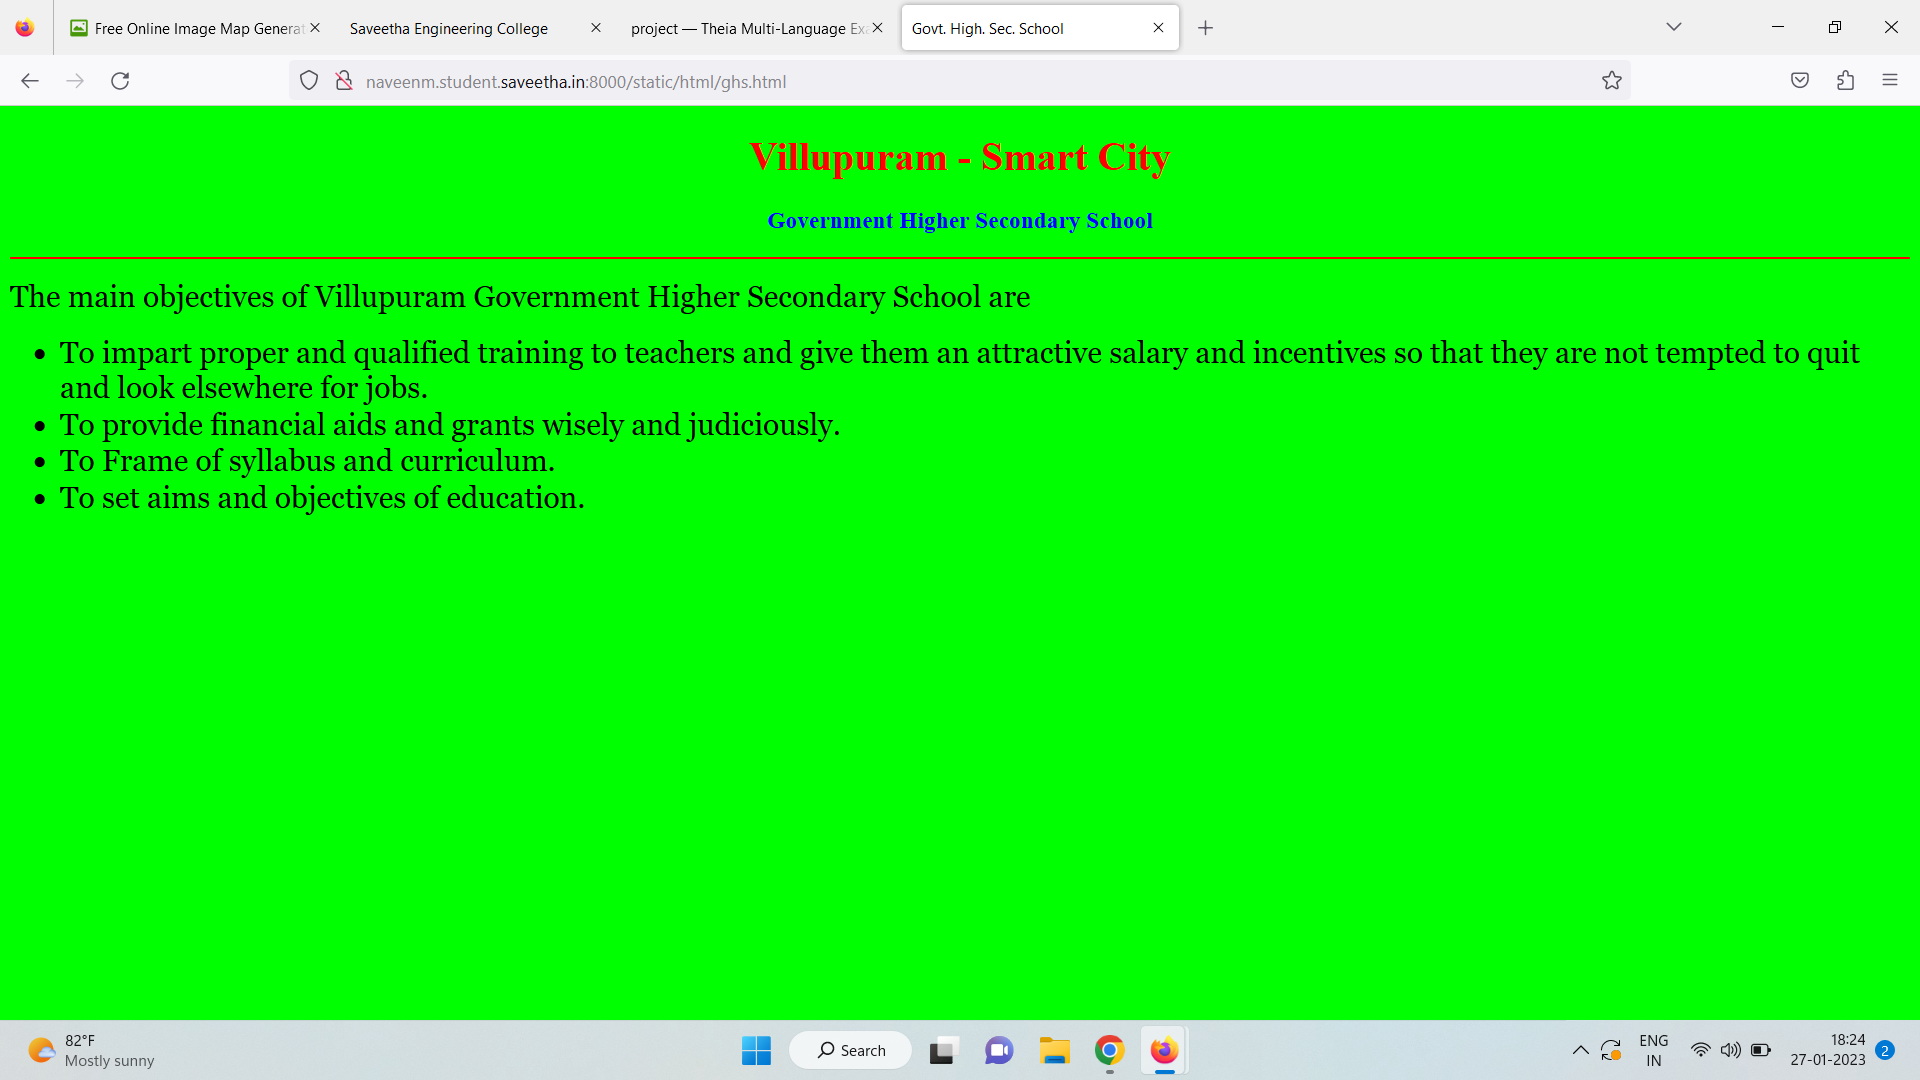 Free Online Image Map Generat
Saveetha Engineering College
project — Theia Multi-Language Ex
Govt. High. Sec. School
naveenm.student.saveetha.in:8000/static/html/ghs.html
Villupuram - Smart City
Government Higher Secondary School
The main objectives of Villupuram Government Higher Secondary School are
• To impart proper and qualified training to teachers and give them an attractive salary and incentives so that they are not tempted to quit
and look elsewhere for jobs.
• To provide financial aids and grants wisely and judiciously.
• To Frame of syllabus and curriculum.
• To set aims and objectives of education.
82°F
Mostly sunny
Search
ENG
IN
18:24
27-01-2023
2